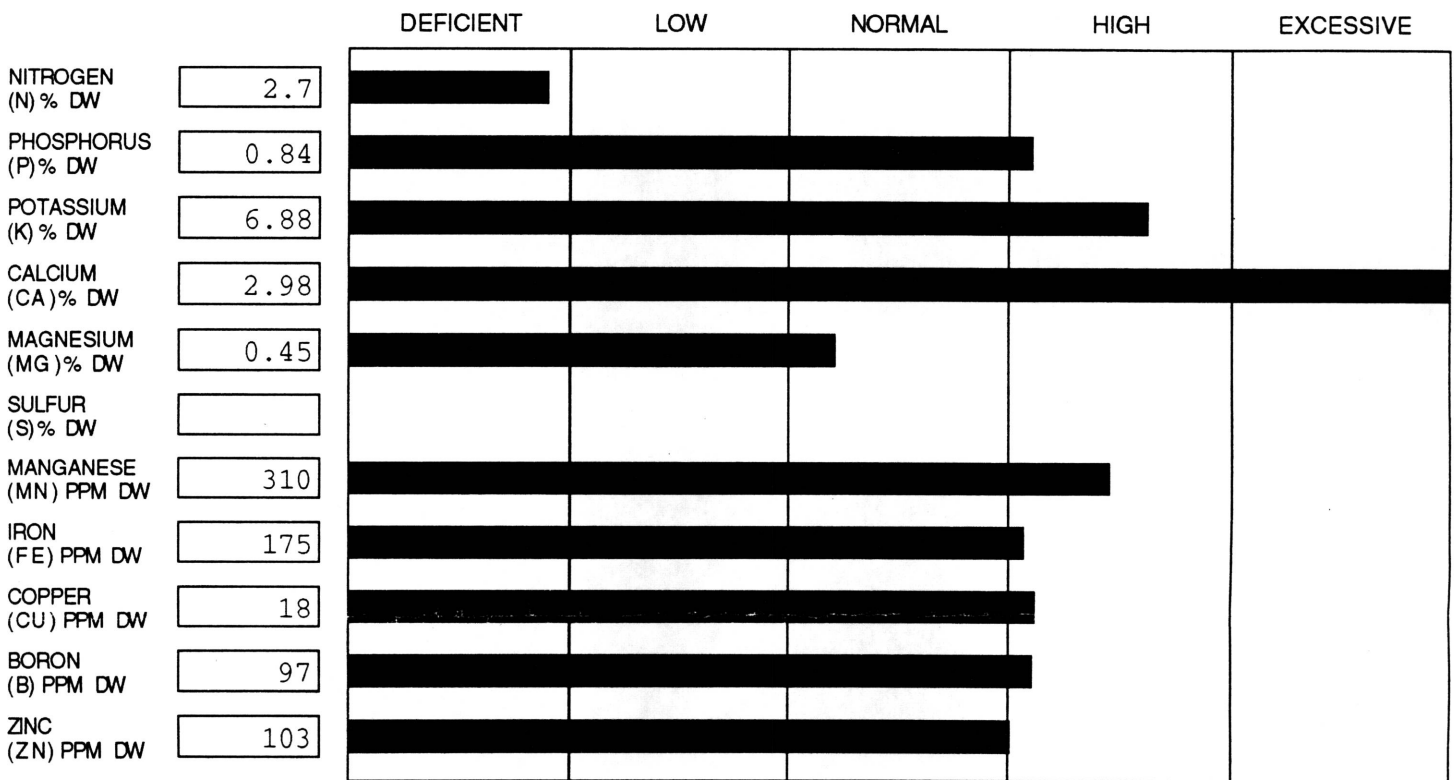 DEFICIENT LOW NORMAL HIGH EXCESSIVE
NITROGEN
(N)% DW 2.7
PHOSPHORUS
(P)% DW 0.84
POTASSIUM
(K)% DW 6.88
CALCIUM
(CA)% DW 2.98
MAGNESIUM
(MG)% DW 0.45
SULFUR
(S)% DW
MANGANESE
(MN) PPM DW 310
IRON
(FE) PPM DW 175
COPPER
(CU) PPM DW 18
BORON
(B) PPM DW 97
ZINC
(ZN) PPM DW 103